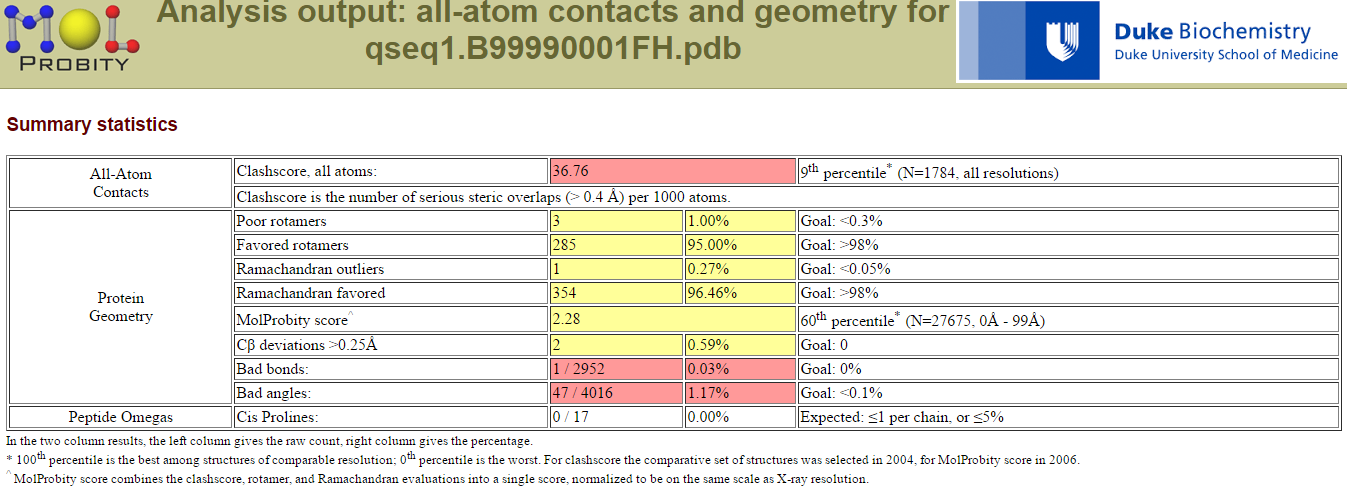 MOL
PROBITY
Analysis output: all-atom contacts and geometry for
qseq1.B99990001FH.pdb
Duke Biochemistry
Duke University School of Medicine
Summary statistics
All-Atom
Contacts
Clashscore, all atoms: 36.76 9th percentile* (N=1784, all resolutions)
Clashscore is the number of serious steric overlaps (> 0.4 Å) per 1000 atoms.
Protein
Geometry
Poor rotamers 3 1.00% Goal: <0.3%
Favored rotamers 285 95.00% Goal: >98%
Ramachandran outliers 1 0.27% Goal: <0.05%
Ramachandran favored 354 96.46% Goal: >98%
MolProbity score^ 2.28 60th percentile* (N=27675, 0Å - 99Å)
Cβ deviations >0.25Å 2 0.59% Goal: 0
Bad bonds: 1 / 2952 0.03% Goal: 0%
Bad angles: 47 / 4016 1.17% Goal: <0.1%
Peptide Omegas Cis Prolines: 0 / 17 0.00% Expected: ≤1 per chain, or ≤5%
In the two column results, the left column gives the raw count, right column gives the percentage.
* 100th percentile is the best among structures of comparable resolution; 0th percentile is the worst. For clashscore the comparative set of structures was selected in 2004, for MolProbity score in 2006.
^ MolProbity score combines the clashscore, rotamer, and Ramachandran evaluations into a single score, normalized to be on the same scale as X-ray resolution.